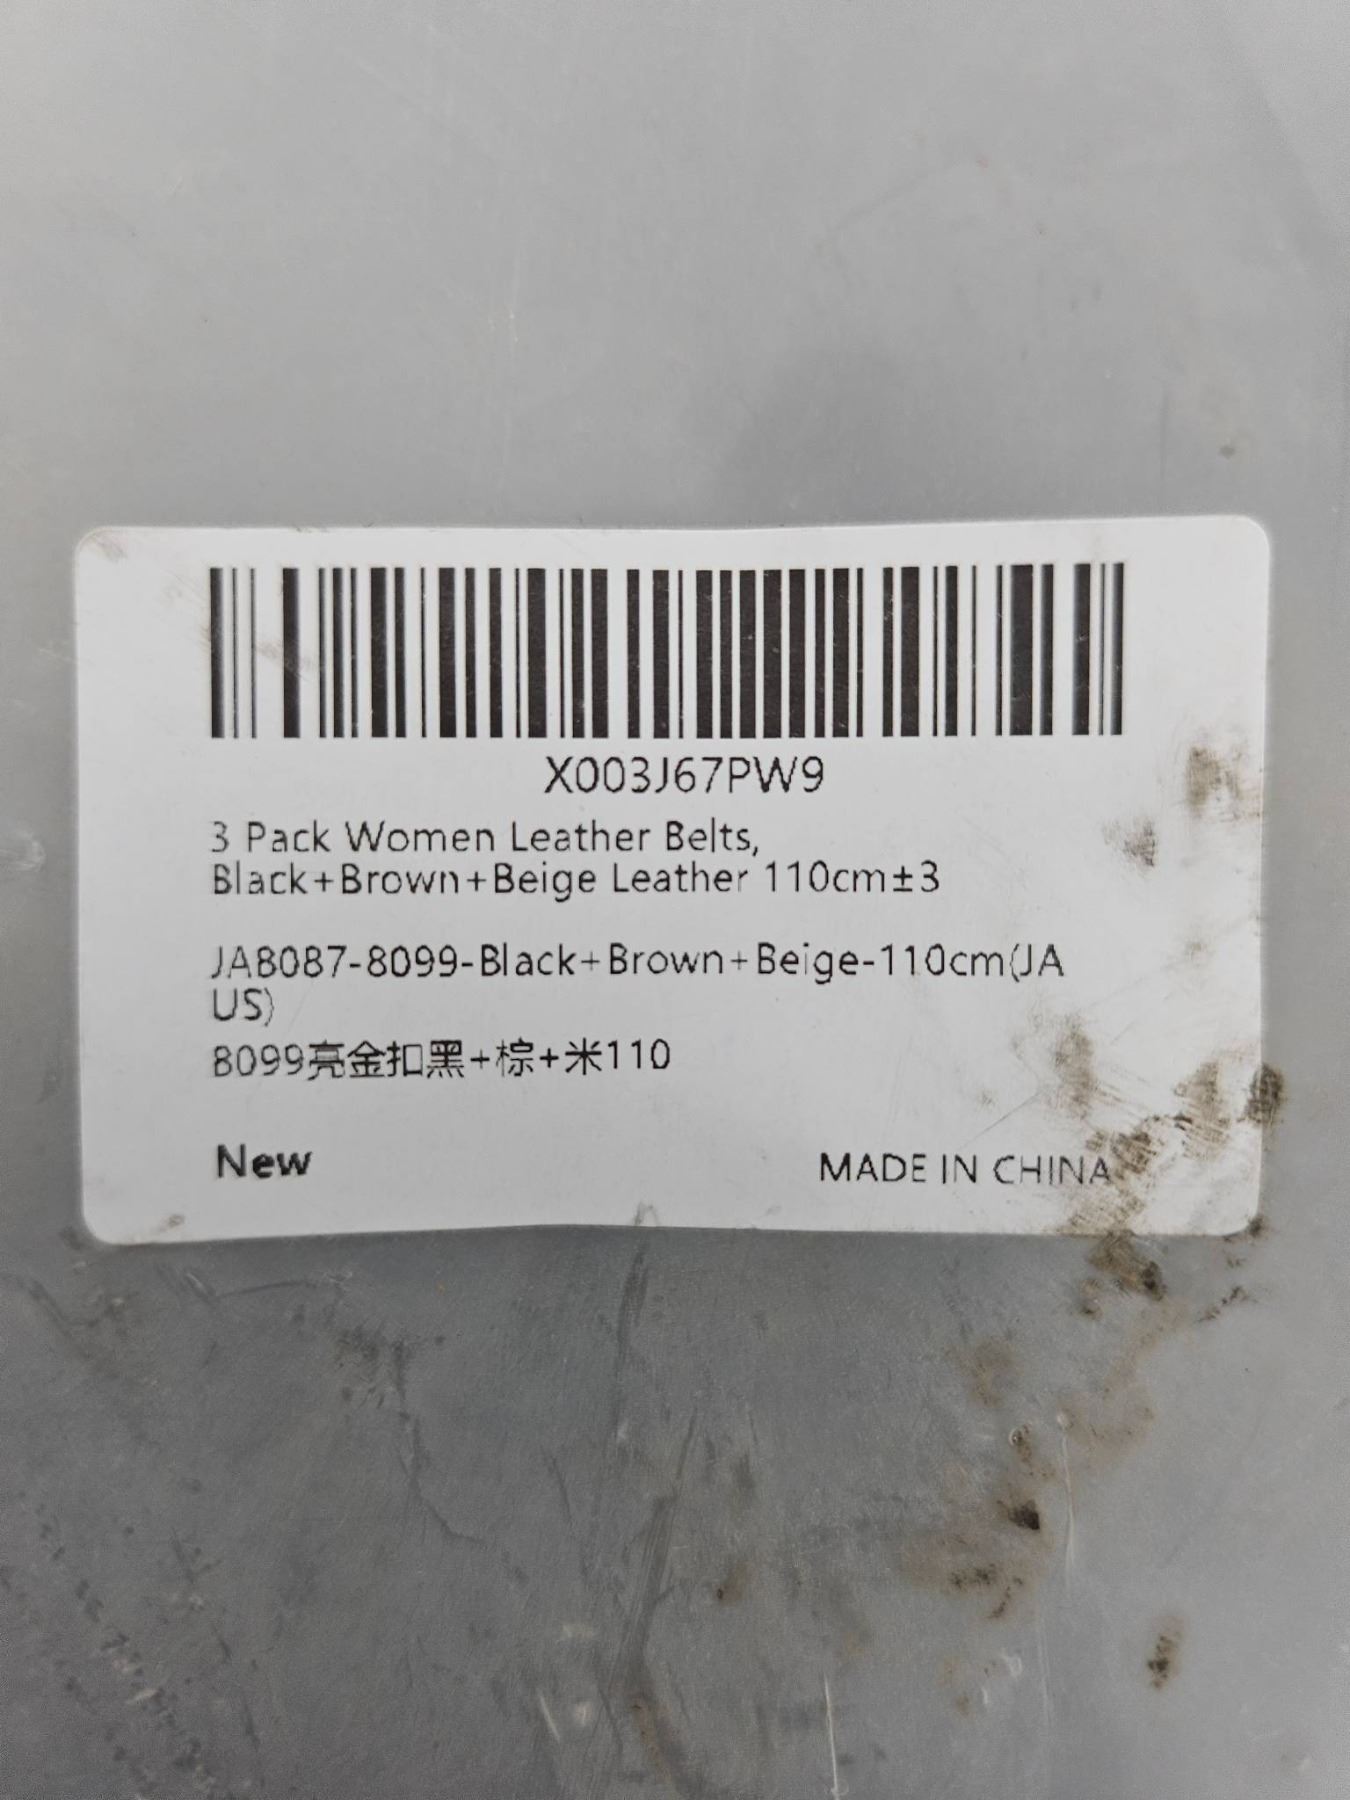 X003J67PW9
3 Pack Women Leather Belts,
Black+Brown+Beige Leather 110cm±3
JA8087-8099-Black+Brown+Beige-110cm(JA
US)
8099亮金扣黑+棕+米110
New
MADE IN CHINA